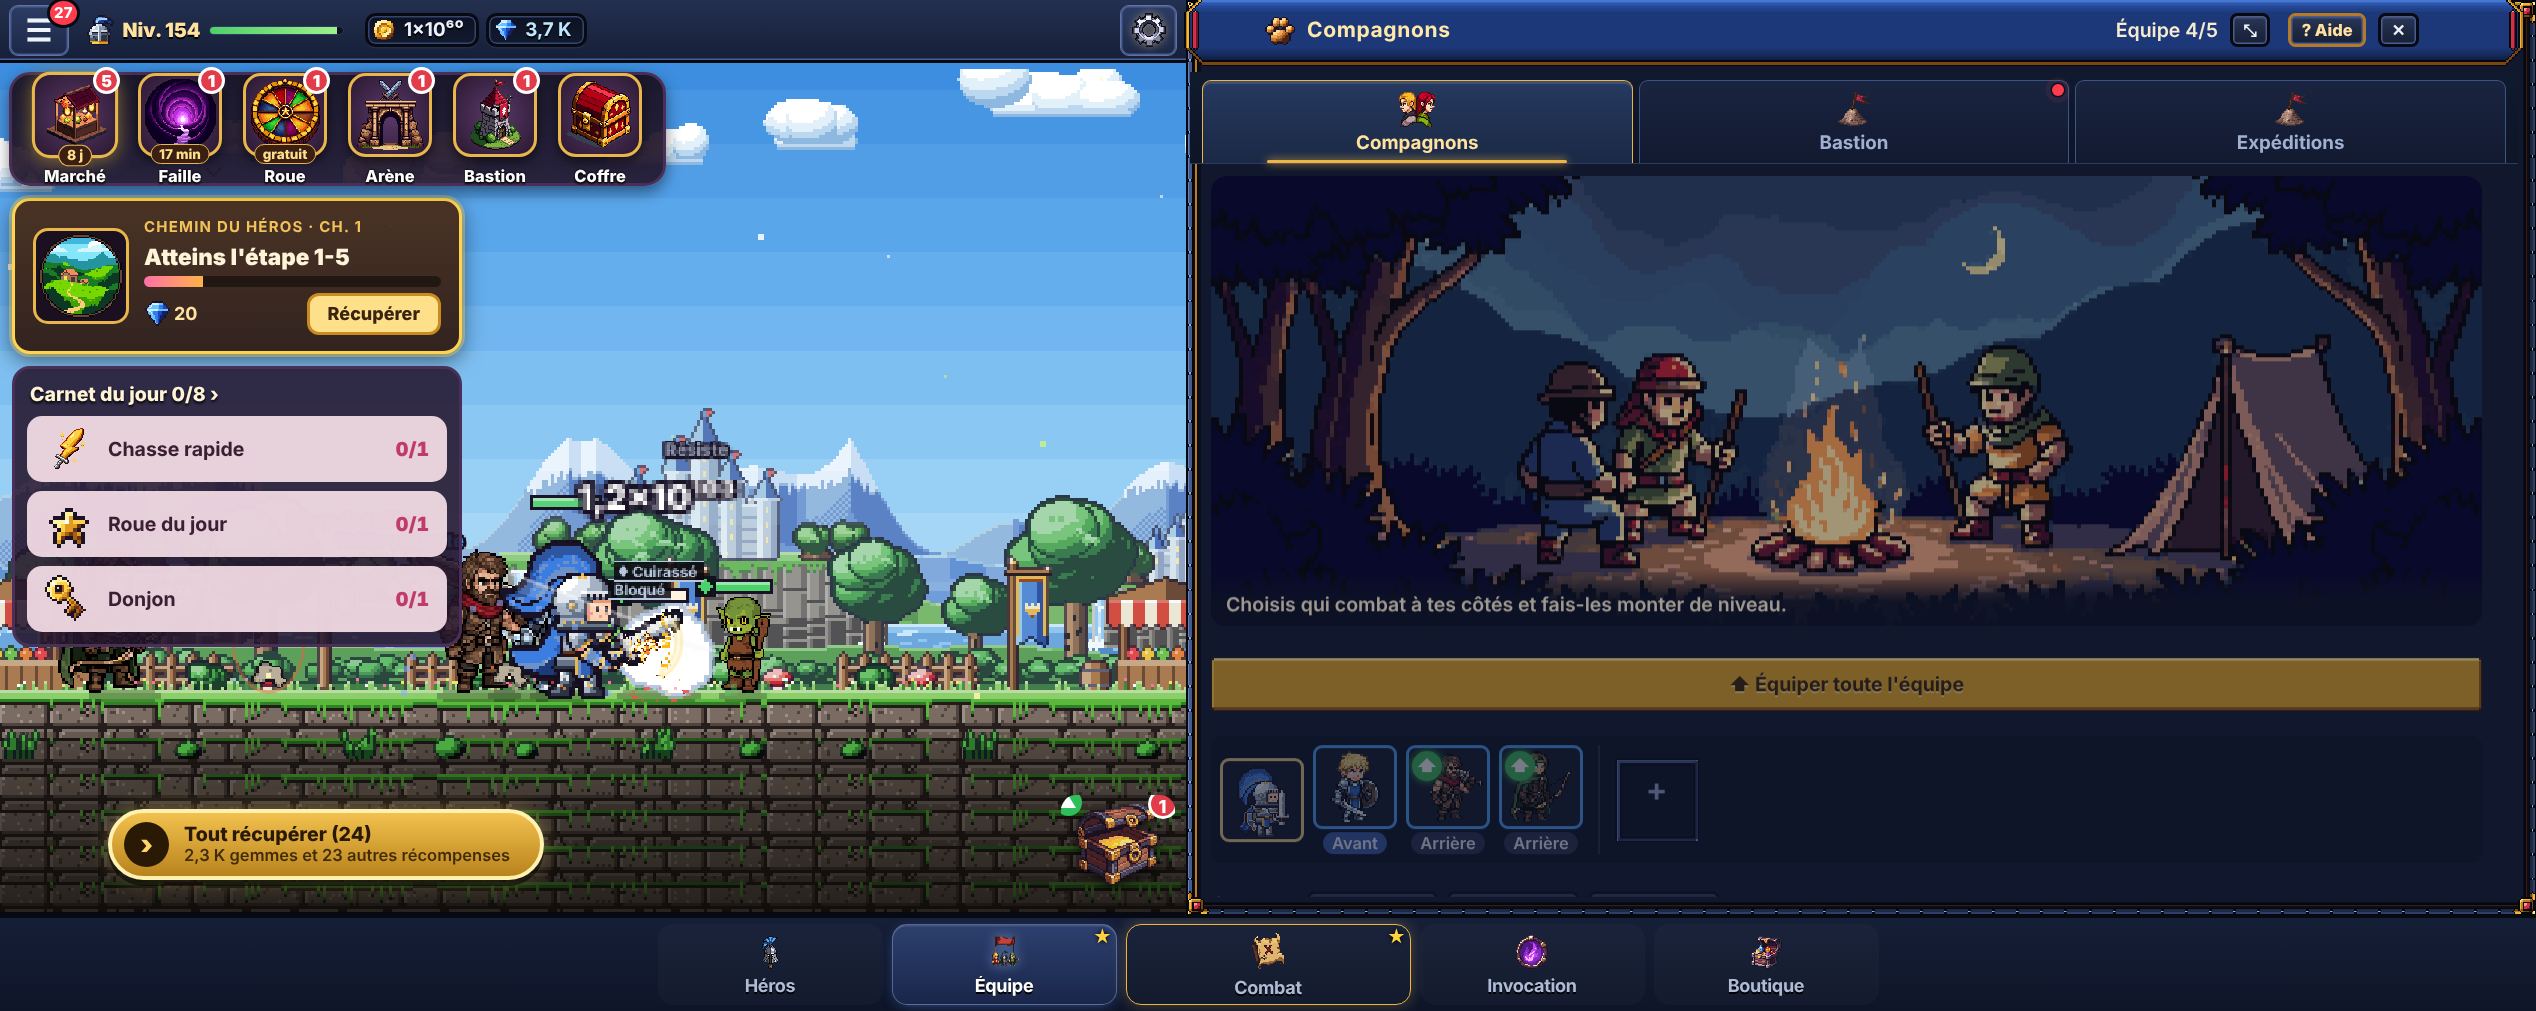 27
Niv. 154
1×10⁶⁰
3,7 K
Compagnons
Équipe 4/5
? Aide
5
1
1
1
1
8 j
17 min
gratuit
Marché
Faille
Roue
Arène
Bastion
Coffre
Compagnons
Bastion
Expéditions
CHEMIN DU HÉROS · CH. 1
Atteins l'étape 1-5
20
Récupérer
Carnet du jour 0/8 ›
Chasse rapide
0/1
Roue du jour
0/1
Donjon
0/1
Résiste
1,2×10
Cuirassé
Bloqué
Choisis qui combat à tes côtés et fais-les monter de niveau.
Équiper toute l'équipe
Avant
Arrière
Arrière
+
Tout récupérer (24)
2,3 K gemmes et 23 autres récompenses
1
Héros
Équipe
Combat
Invocation
Boutique